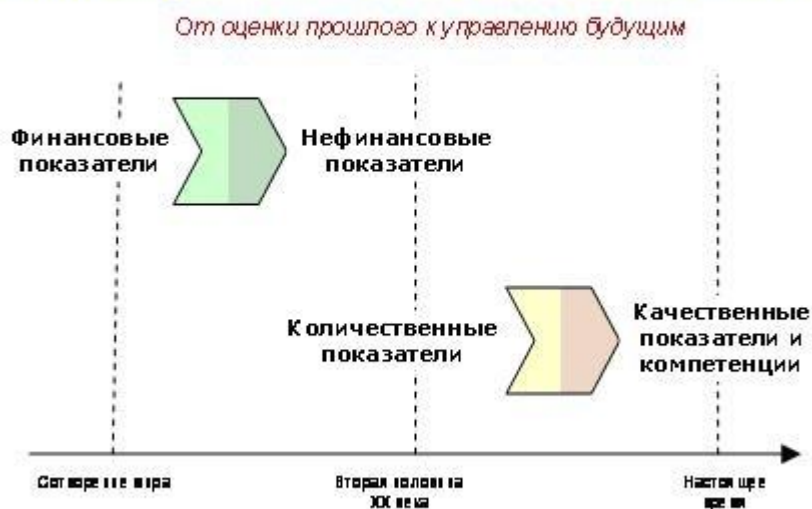 От оценки прошлого к управлению будущим
Финансовые
показатели
Нефинансовые
показатели
Количественные
показатели
Качественные
показатели и
компетенции
Сотворение мира
Вторая половина
XX века
Настоящее
время